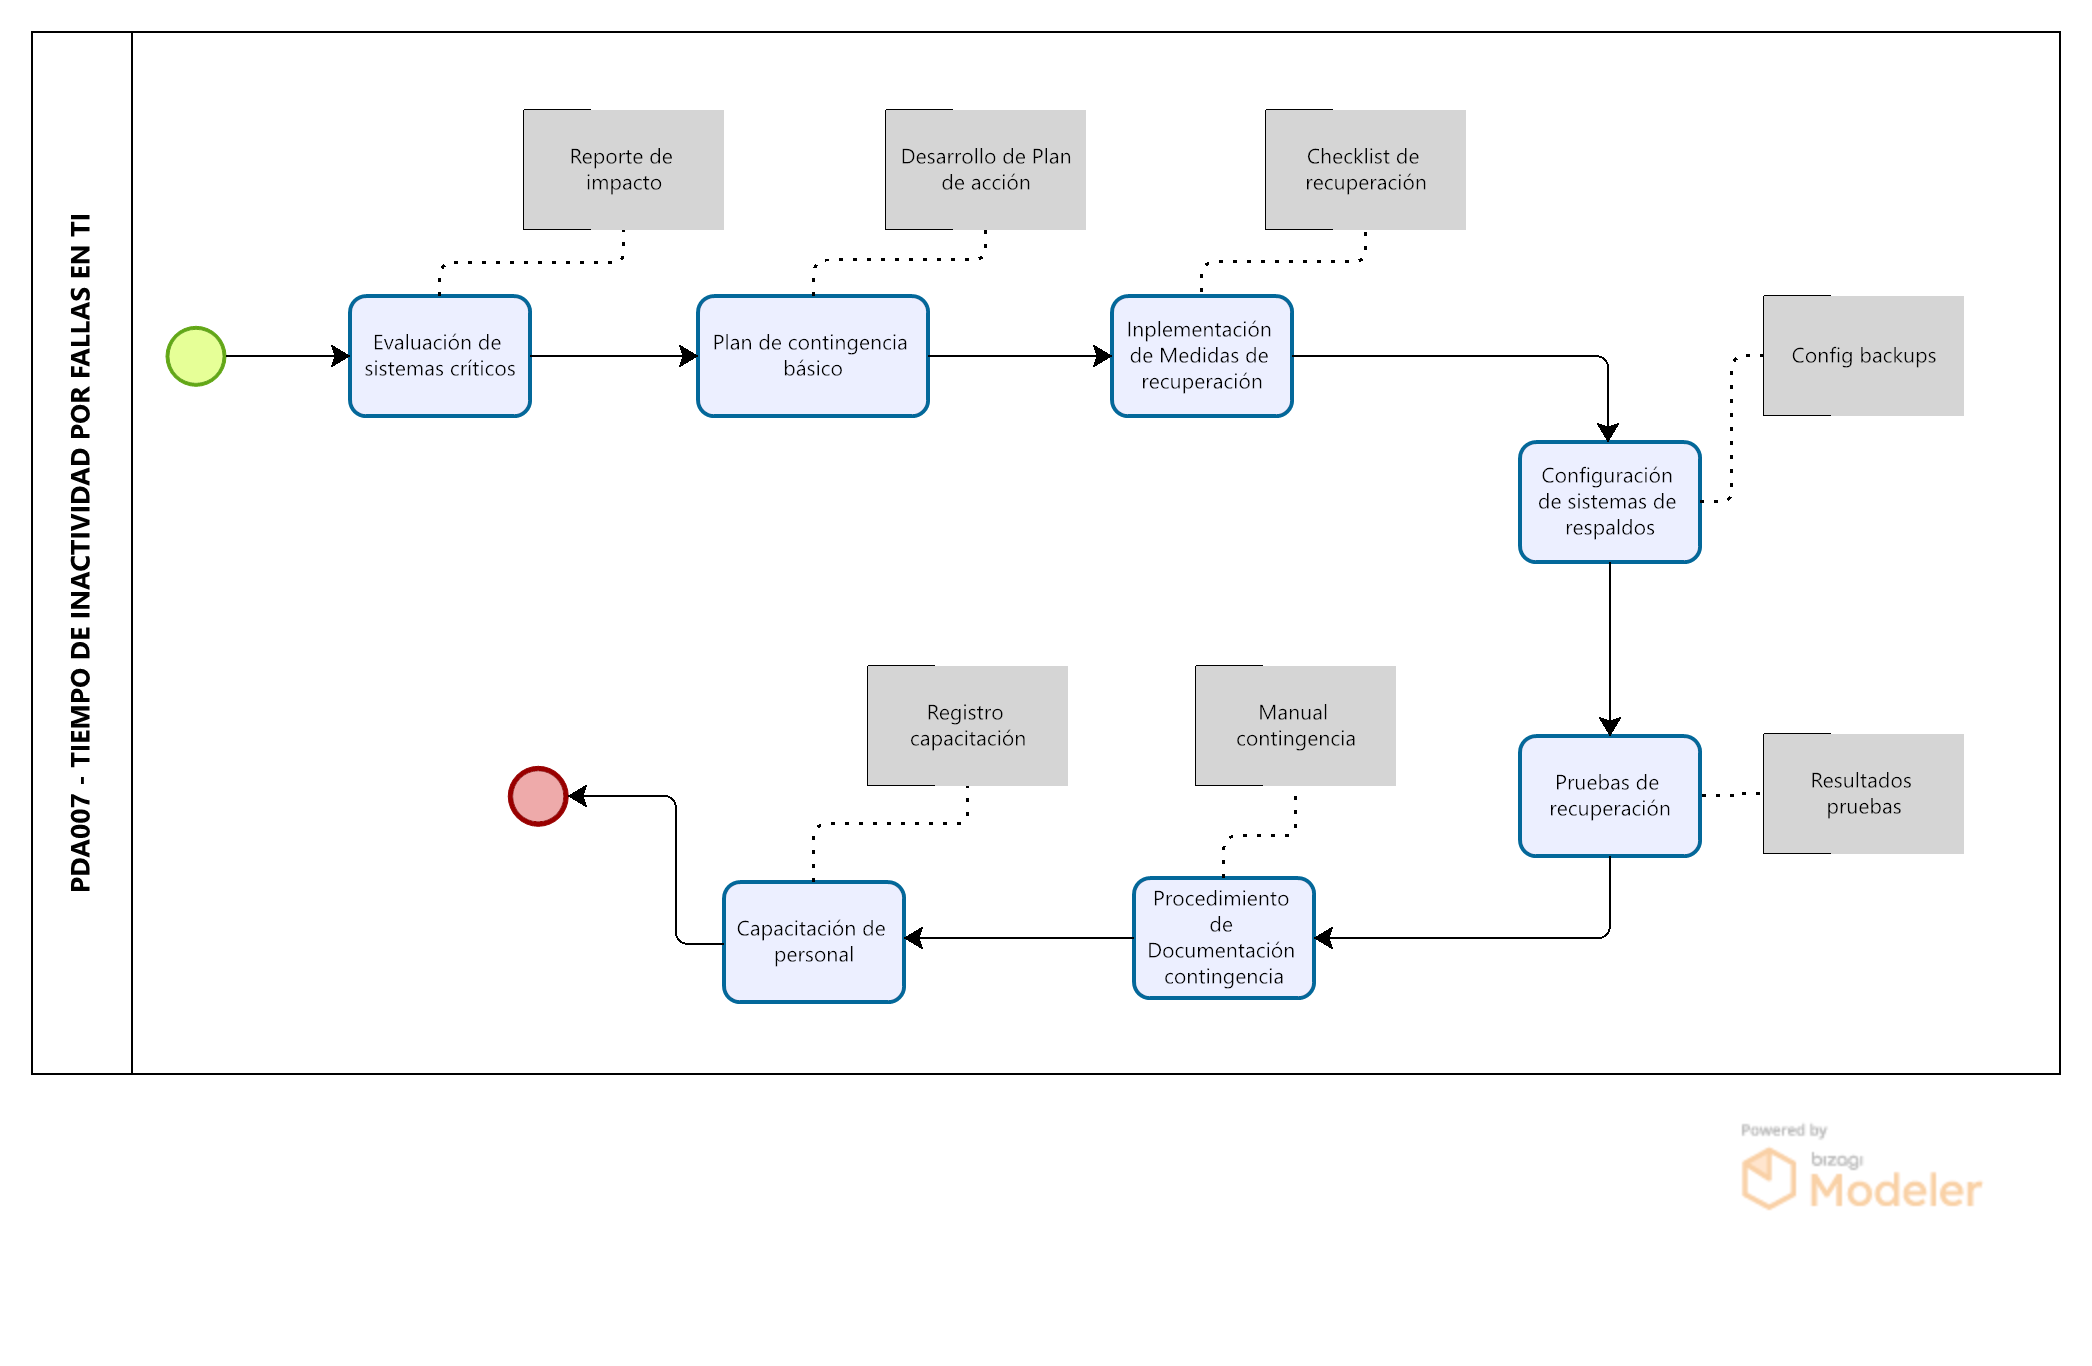 PDA007 - TIEMPO DE INACTIVIDAD POR FALLAS EN TI
Reporte de
impacto
Desarrollo de Plan
de acción
Checklist de
recuperación
Evaluación de
sistemas críticos
Plan de contingencia
básico
Inplementación
de Medidas de
recuperación
Config backups
Configuración
de sistemas de
respaldos
Pruebas de
recuperación
Resultados
pruebas
Registro
capacitación
Manual
contingencia
Procedimiento
de
Documentación
contingencia
Capacitación de
personal
Powered by
bizagi
Modeler